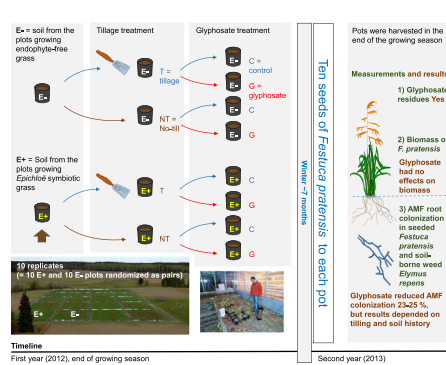 E- = soil from the
plots growing
endophyte-free
grass
Tillage treatment
Glyphosate treatment
E-
E-
T =
tillage
E-
C =
control
E-
G =
glyphosate
E-
NT =
No-till
E-
C
E-
G
E+ = Soil from the
plots growing
Epichloë symbiotic
grass
E+
E+
T
E+
C
E+
G
E+
NT
E+
C
E+
G
10 replicates
(= 10 E+ and 10 E- plots randomized as pairs)
E+
E-
Winter ~7 months
Ten seeds of Festuca pratensis to each pot
Pots were harvested in the
end of the growing season
Measurements and results
1) Glyphosate
residues Yes
2) Biomass of
F. pratensis
Glyphosate
had no
effects on
biomass
3) AMF root
colonization
in seeded
Festuca
pratensis
and soil-
borne weed
Elymus
repens
Glyphosate reduced AMF
colonization 23-25 %,
but results depended on
tilling and soil history
Timeline
First year (2012), end of growing season
Second year (2013)